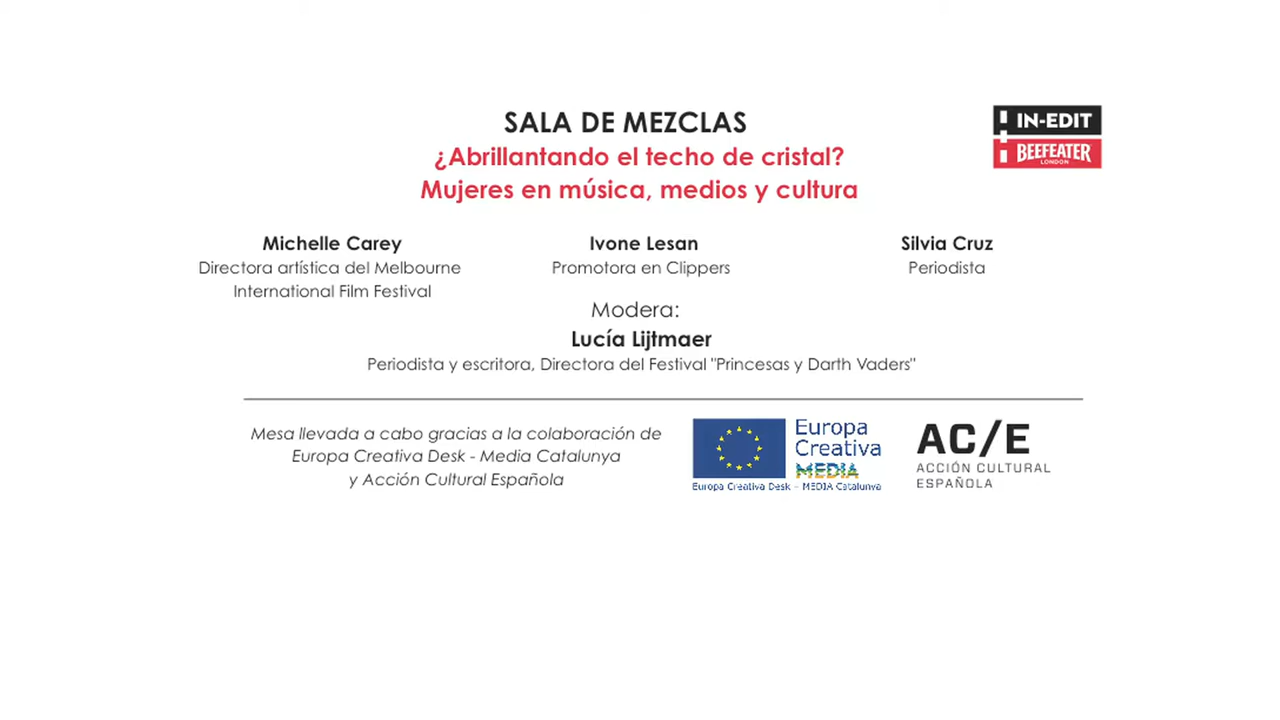 SALA DE MEZCLAS
¿Abrillantando el techo de cristal?
Mujeres en música, medios y cultura
IN-EDIT
BEEFEATER
LONDON
Michelle Carey
Directora artística del Melbourne
International Film Festival
Ivone Lesan
Promotora en Clippers
Silvia Cruz
Periodista
Modera:
Lucía Lijtmaer
Periodista y escritora, Directora del Festival "Princesas y Darth Vaders"
Mesa llevada a cabo gracias a la colaboración de
Europa Creativa Desk - Media Catalunya
y Acción Cultural Española
Europa
Creativa
MEDIA
Europa Creativa Desk – MEDIA Catalunya
AC/E
ACCIÓN CULTURAL
ESPAÑOLA